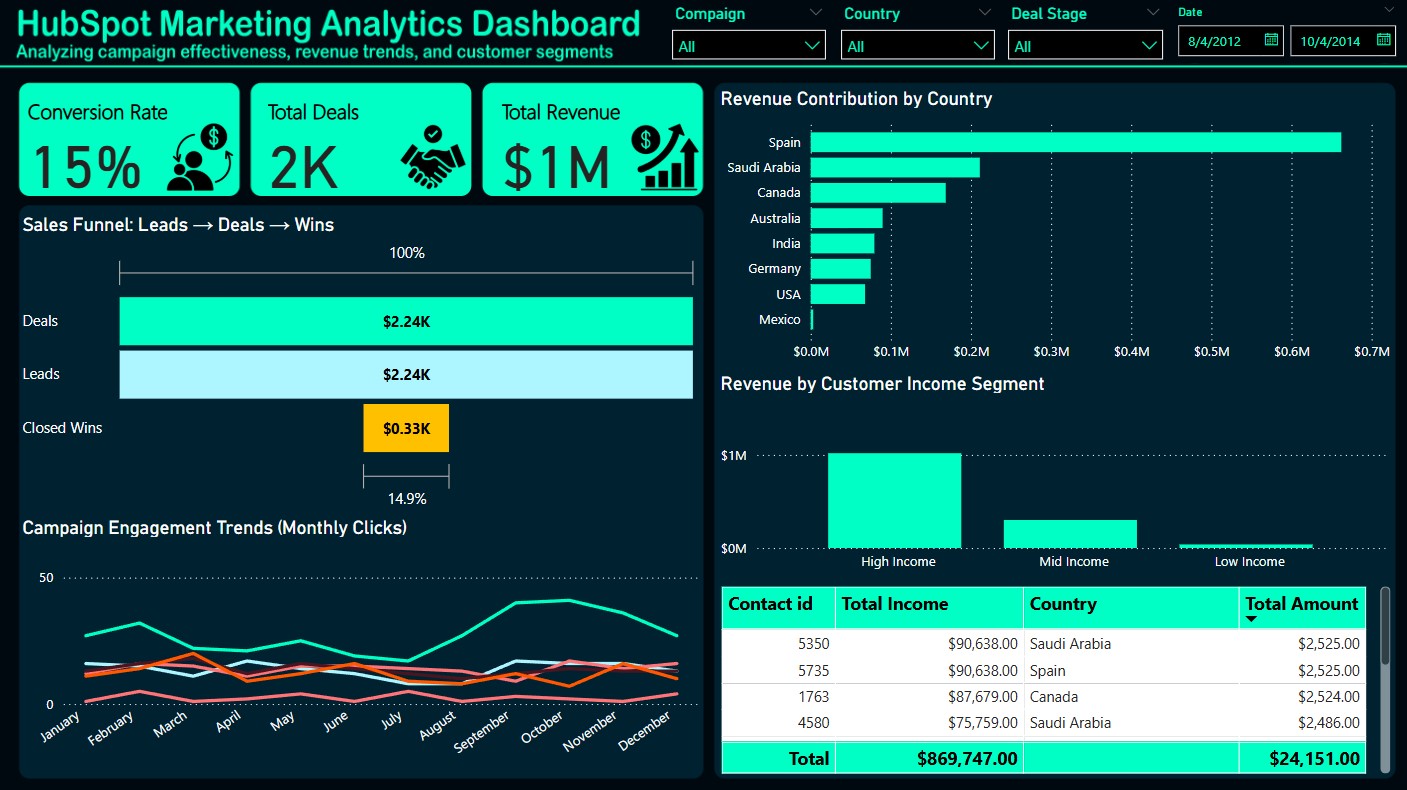 HubSpot Marketing Analytics Dashboard
Analyzing campaign effectiveness, revenue trends, and customer segments
Compaign
All
Country
All
Deal Stage
All
Date
8/4/2012
10/4/2014
Conversion Rate
15%
Total Deals
2K
Total Revenue
$1M
Sales Funnel: Leads → Deals → Wins
100%
Deals
$2.24K
Leads
$2.24K
Closed Wins
$0.33K
14.9%
Campaign Engagement Trends (Monthly Clicks)
50
0
January
February
March
April
May
June
July
August
September
October
November
December
Revenue Contribution by Country
Spain
Saudi Arabia
Canada
Australia
India
Germany
USA
Mexico
$0.0M $0.1M $0.2M $0.3M $0.4M $0.5M $0.6M $0.7M
Revenue by Customer Income Segment
$1M
$0M
High Income Mid Income Low Income
Contact id Total Income Country Total Amount
5350 $90,638.00 Saudi Arabia $2,525.00
5735 $90,638.00 Spain $2,525.00
1763 $87,679.00 Canada $2,524.00
4580 $75,759.00 Saudi Arabia $2,486.00
Total $869,747.00 $24,151.00